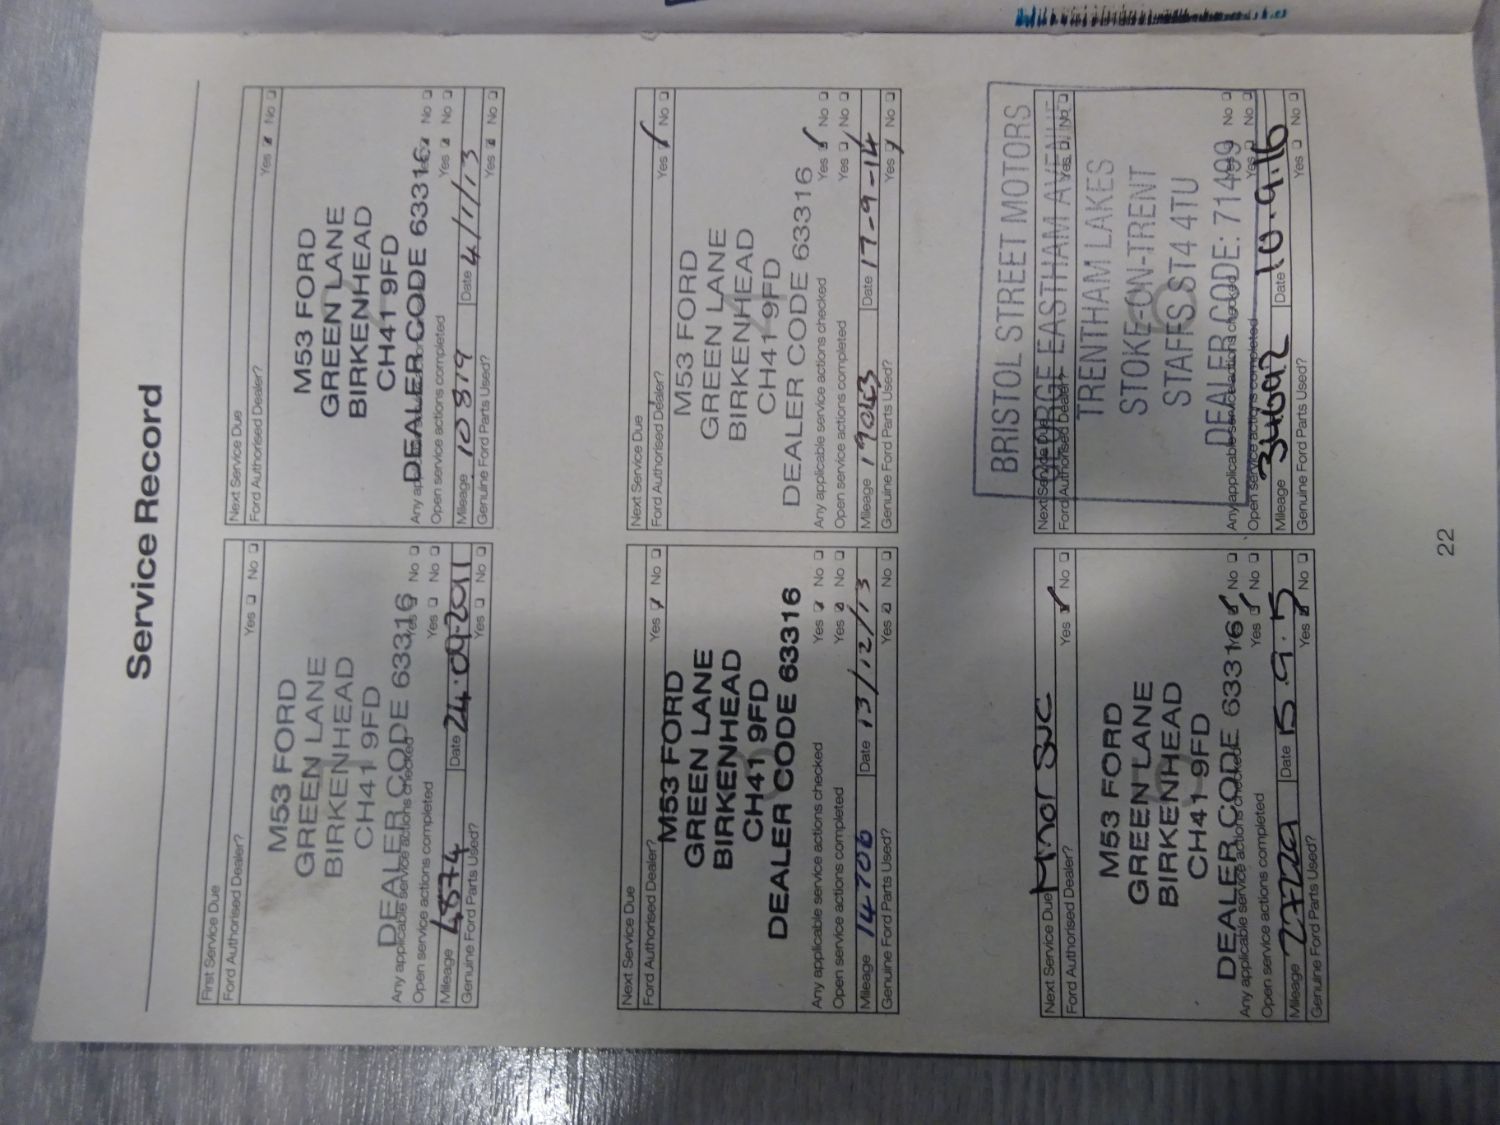 Service Record
First Service Due
Ford Authorised Dealer? Yes No
M53 FORD
GREEN LANE
BIRKENHEAD
CH41 9FD
DEALER CODE 63316
Any applicable service actions checked Yes No
Open service actions completed Yes No
Mileage 4874 Date 24.09.2011
Genuine Ford Parts Used? Yes No
Next Service Due
Ford Authorised Dealer? Yes No
M53 FORD
GREEN LANE
BIRKENHEAD
CH41 9FD
DEALER CODE 63316
No
Open service actions completed Yes No
Mileage 10819 Date 4/11/13
Genuine Ford Parts Used? Yes No
Next Service Due
Ford Authorised Dealer? Yes No
M53 FORD
GREEN LANE
BIRKENHEAD
CH41 9FD
DEALER CODE 63316
Any applicable service actions checked Yes No
Open service actions completed Yes No
Mileage 14700 Date 13/12/13
Genuine Ford Parts Used? Yes No
Next Service Due
Ford Authorised Dealer? Yes No
M53 FORD
GREEN LANE
BIRKENHEAD
CH41 9FD
DEALER CODE 63316
Any applicable service actions checked Yes No
Open service actions completed Yes No
Mileage Date 17-9-14
Genuine Ford Parts Used? Yes No
Next Service Due
Ford Authorised Dealer? Yes No
M53 FORD
GREEN LANE
BIRKENHEAD
CH41 9FD
DEALER CODE 63316
Any applicable service actions checked Yes No
Open service actions completed Yes No
Mileage Date 15.9.15
Genuine Ford Parts Used? Yes No
BRISTOL STREET MOTORS
Next Service Due
GEORGE EASTHAM AVENUE
Ford Authorised Dealer? Yes No
TRENTHAM LAKES
STOKE-ON-TRENT
STAFFS ST4 4TU
DEALER CODE: 71499
Any applicable service actions checked Yes No
Open service actions completed Yes No
Mileage 34692 Date 10.9.16
Genuine Ford Parts Used? Yes No
22